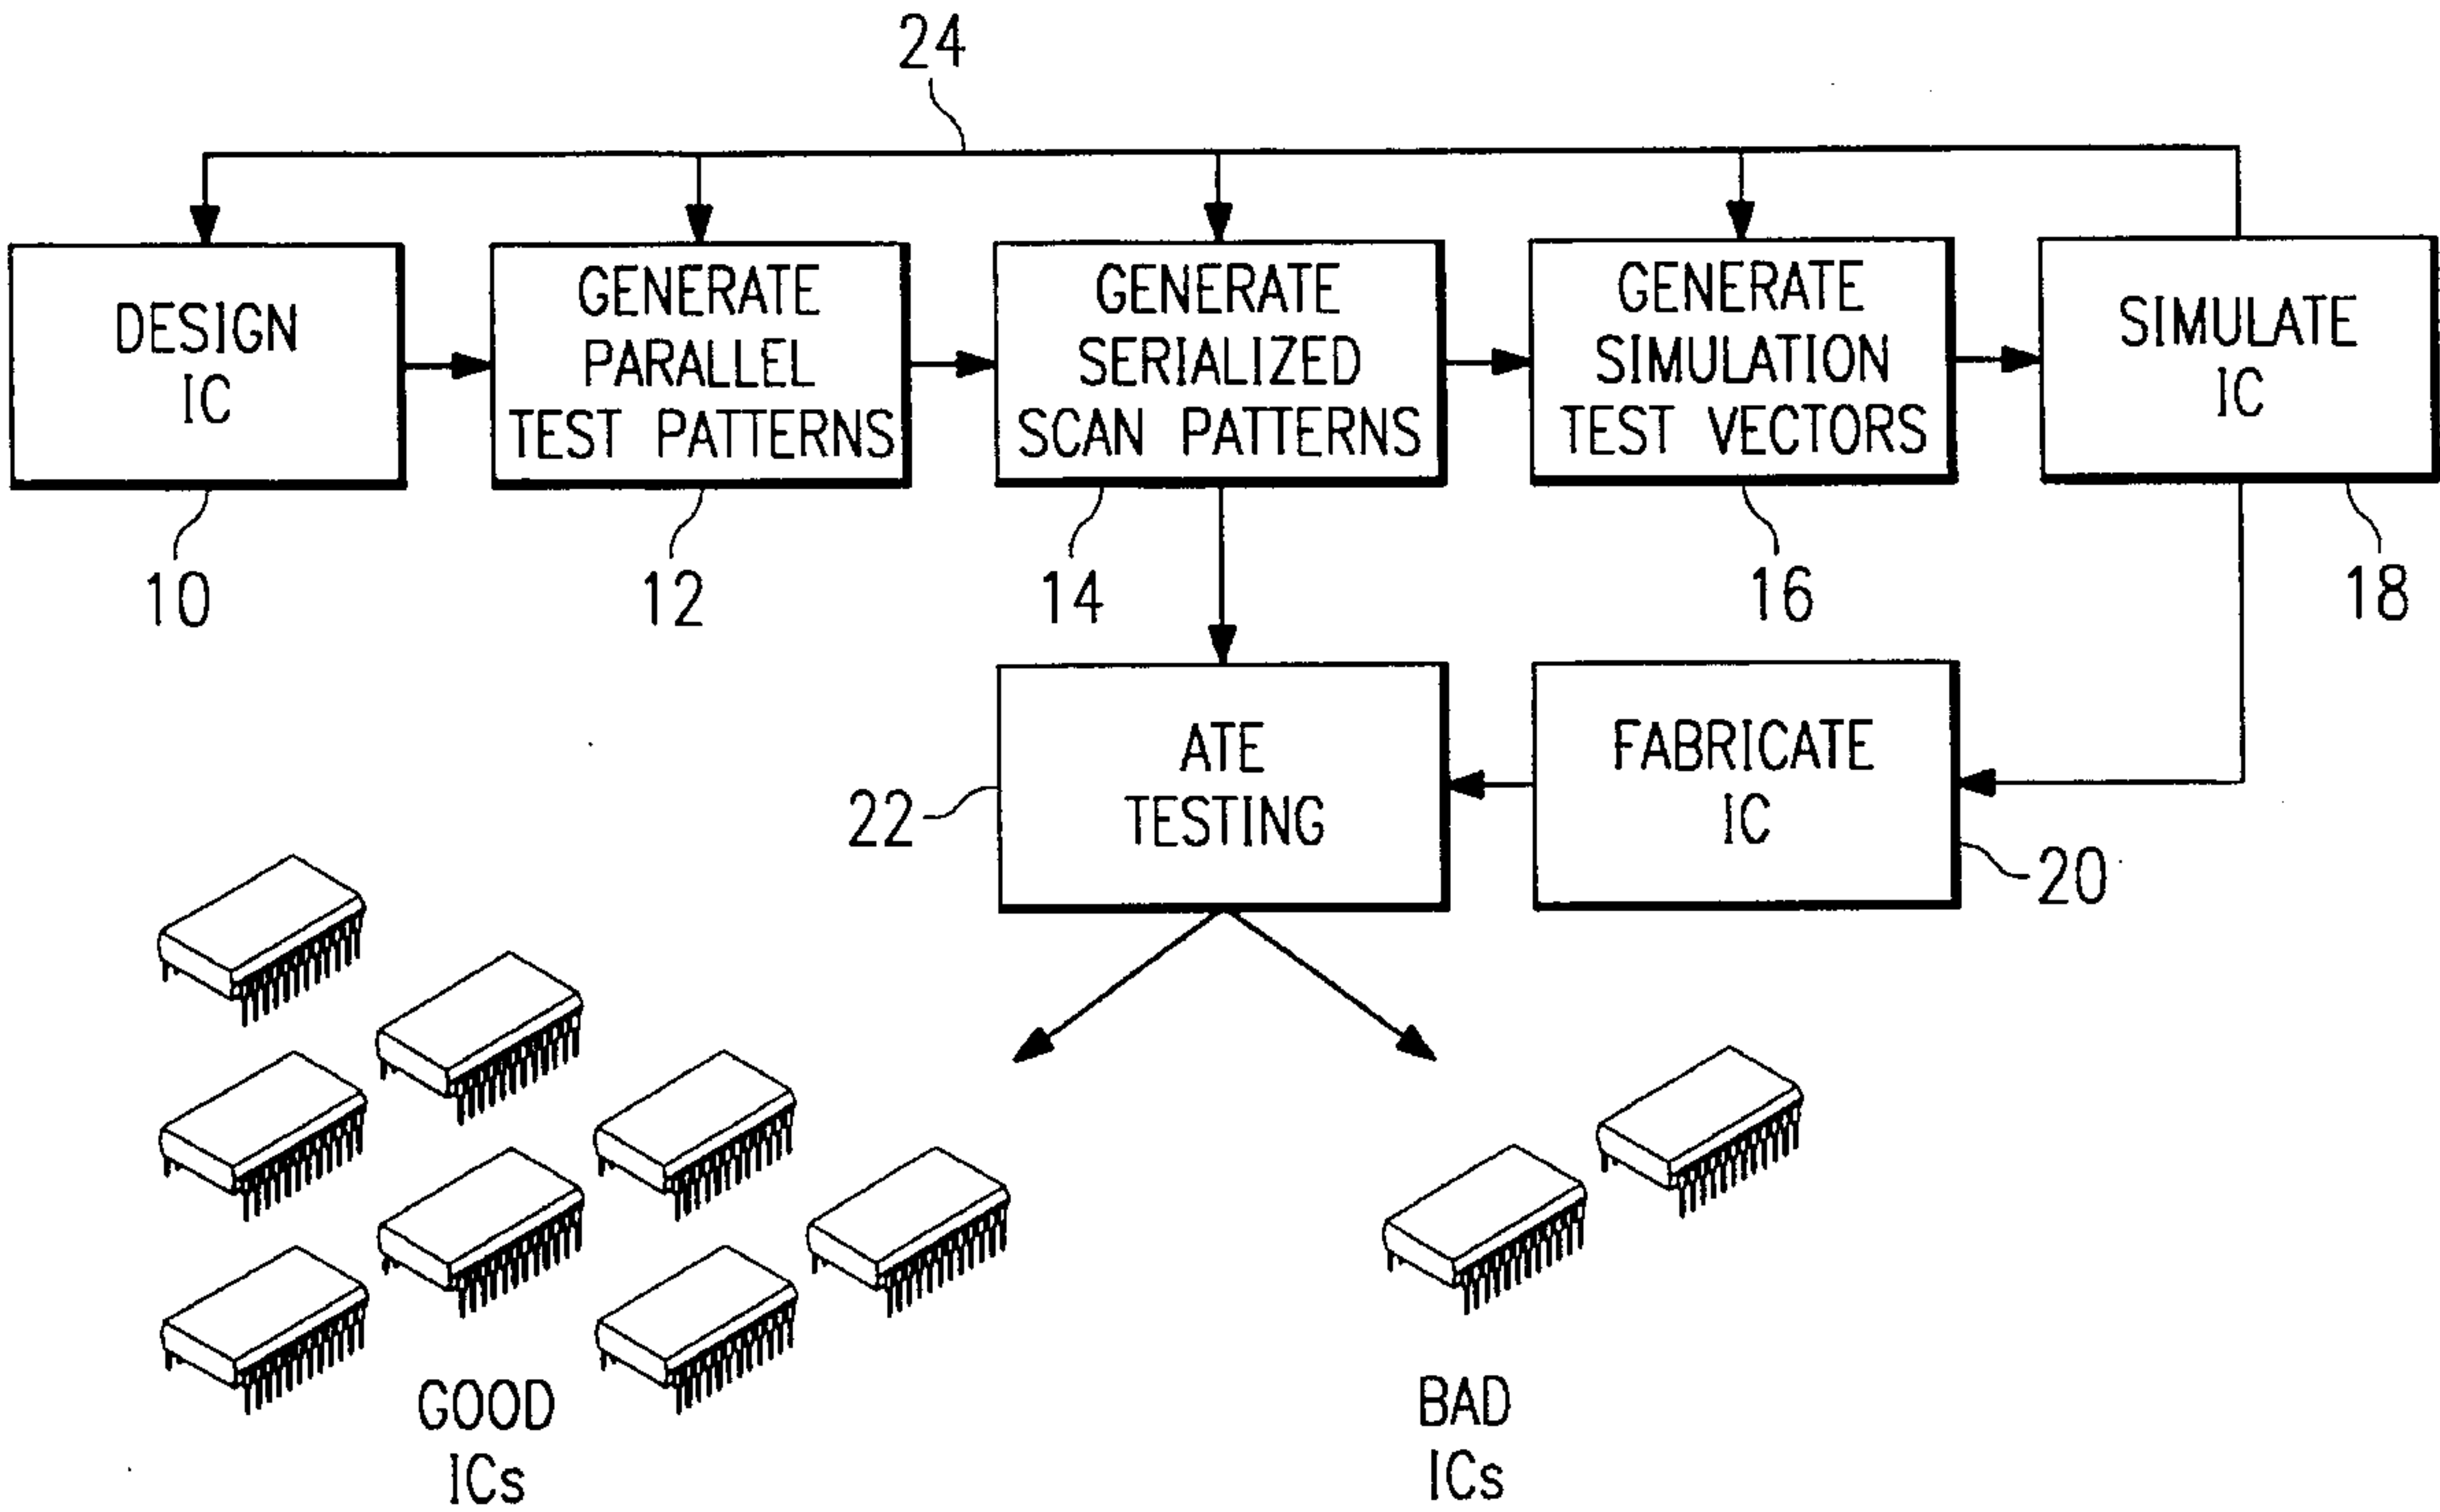 24
DESIGN
IC
GENERATE
PARALLEL
TEST PATTERNS
GENERATE
SERIALIZED
SCAN PATTERNS
GENERATE
SIMULATION
TEST VECTORS
SIMULATE
IC
10
12
14
16
18
ATE
TESTING
22
FABRICATE
IC
20
GOOD
ICs
BAD
ICs